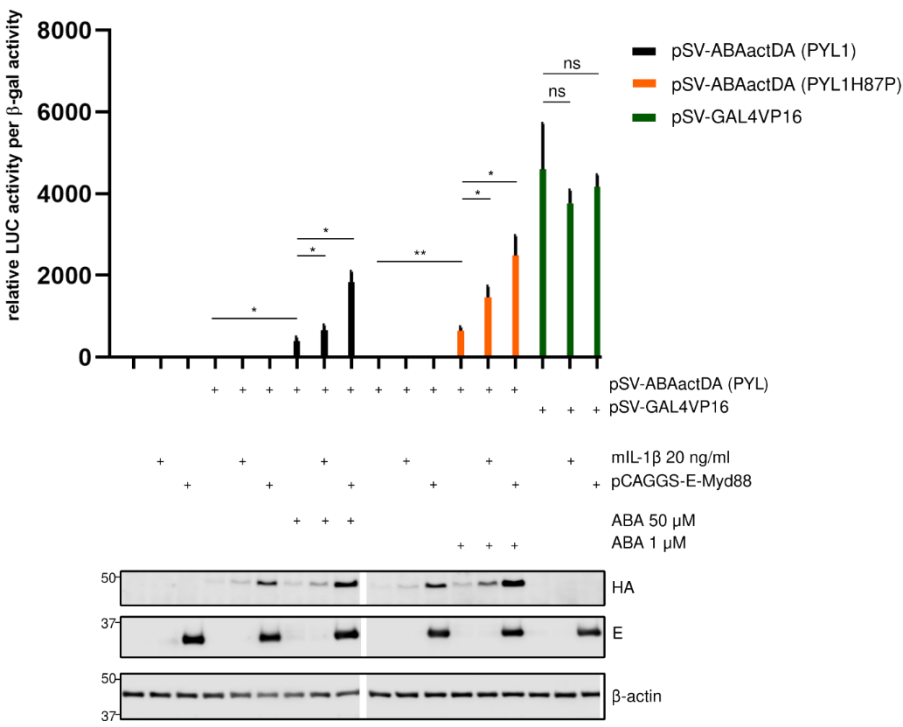 relative LUC activity per β-gal activity
8000
6000
4000
2000
0
pSV-ABAactDA (PYL1)
pSV-ABAactDA (PYL1H87P)
pSV-GAL4VP16
ns
ns
*
*
*
*
**
*
*
+ + + + + + + + + + + + pSV-ABAactDA (PYL)
+ + + pSV-GAL4VP16
+ + + + + + mIL-1β 20 ng/ml
+ + + + + + pCAGGS-E-Myd88
+ + + ABA 50 μM
+ + + ABA 1 μM
50
HA
37
E
50
β-actin
37